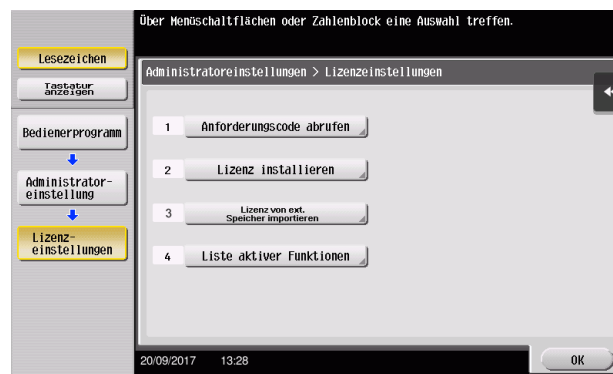 Über Menüschaltflächen oder Zahlenblock eine Auswahl treffen.
Lesezeichen
Tastatur
anzeigen
Bedienerprogramm
Administrator-
einstellung
Lizenz-
einstellungen
Administratoreinstellungen > Lizenzeinstellungen
1 Anforderungscode abrufen
2 Lizenz installieren
3 Lizenz von ext.
Speicher importieren
4 Liste aktiver Funktionen
20/09/2017 13:28
OK